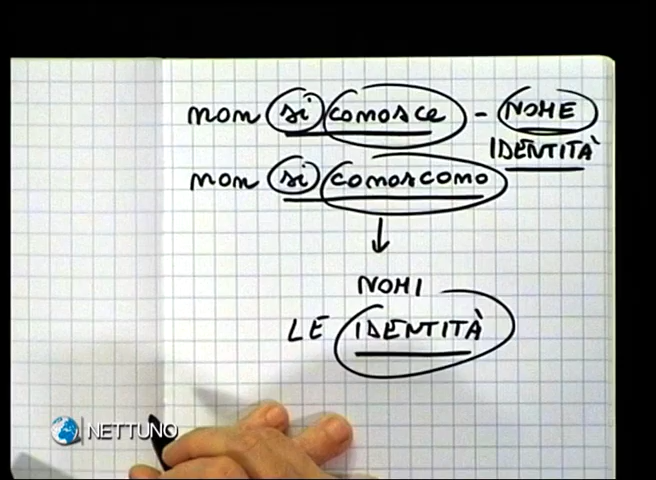 non si conosce - NOME
IDENTITÀ
non si conoscono
NOMI
LE IDENTITÀ
NETTUNO